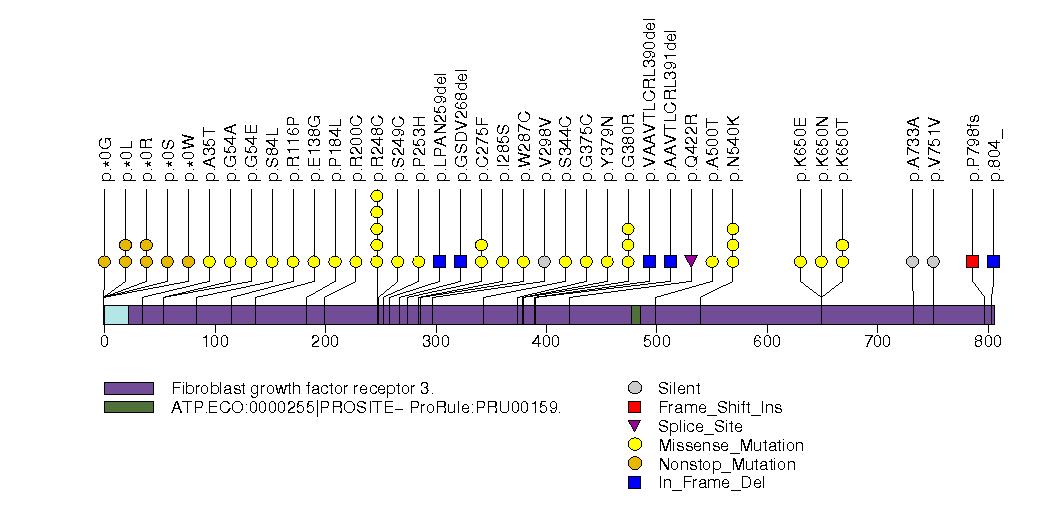 p.*0G
p.*0L
p.*0R
p.*0S
p.*0W
p.A35T
p.G54A
p.G54E
p.S84L
p.R116P
p.E138G
p.P184L
p.R200C
p.R248C
p.S249C
p.P253H
p.LPAN259del
p.GSDV268del
p.C275F
p.I285S
p.W287C
p.V298V
p.S344C
p.G375C
p.Y379N
p.G380R
p.VAAVTLCRL390del
p.AAVTLCRL391del
p.Q422R
p.A500T
p.N540K
p.K650E
p.K650N
p.K650T
p.A733A
p.V751V
p.P798fs
p.804_
0 100 200 300 400 500 600 700 800
Fibroblast growth factor receptor 3.
ATP.ECO:0000255|PROSITE- ProRule:PRU00159.
Silent
Frame_Shift_Ins
Splice_Site
Missense_Mutation
Nonstop_Mutation
In_Frame_Del